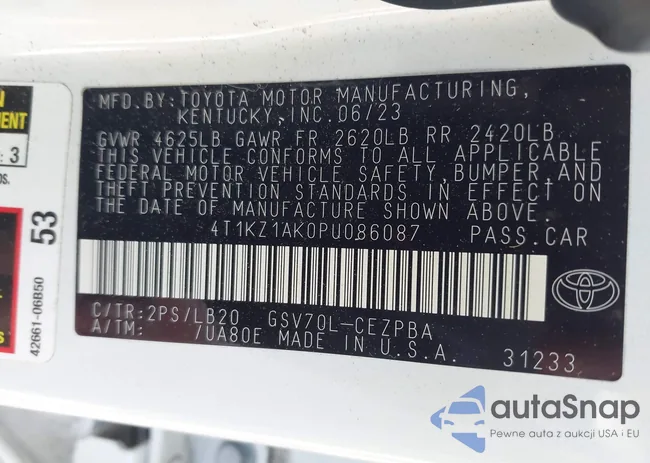 MFD. BY: TOYOTA MOTOR MANUFACTURING,
KENTUCKY, INC. 06/23
GVWR 4625LB GAWR FR 2620LB RR 2420LB
THIS VEHICLE CONFORMS TO ALL APPLICABLE
FEDERAL MOTOR VEHICLE SAFETY, BUMPER, AND
THEFT PREVENTION STANDARDS IN EFFECT ON
THE DATE OF MANUFACTURE SHOWN ABOVE.
4T1KZ1AK0PU086087 PASS.CAR
C/TR: 2PS/LB20 GSV70L-CEZPBA
A/TM: /UA80E MADE IN U.S.A. 31233
53
42661-06B50
: 3
autaSnap
Pewne auta z aukcji USA i EU